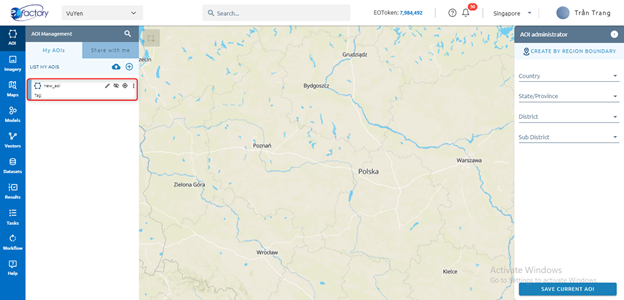 eofactory
VuYen
Search...
EOToken: 7,984,492
50
Singapore
Trần Trang
AOI
Imagery
Maps
Models
Vectors
Datasets
Results
Tasks
Workflow
Help
AOI Management
My AOIs
Share with me
LIST MY AOIS
new_aoi
Tag:
Szczecin
Grudziądz
Bydgoszcz
Poznań
Warszawa
Polska
Zielona Góra
Wrocław
Kielce
AOI administrator
CREATE BY REGION BOUNDARY
Country
State/Province
District
Sub District
Activate Windows
Go to Settings to activate Windows.
SAVE CURRENT AOI